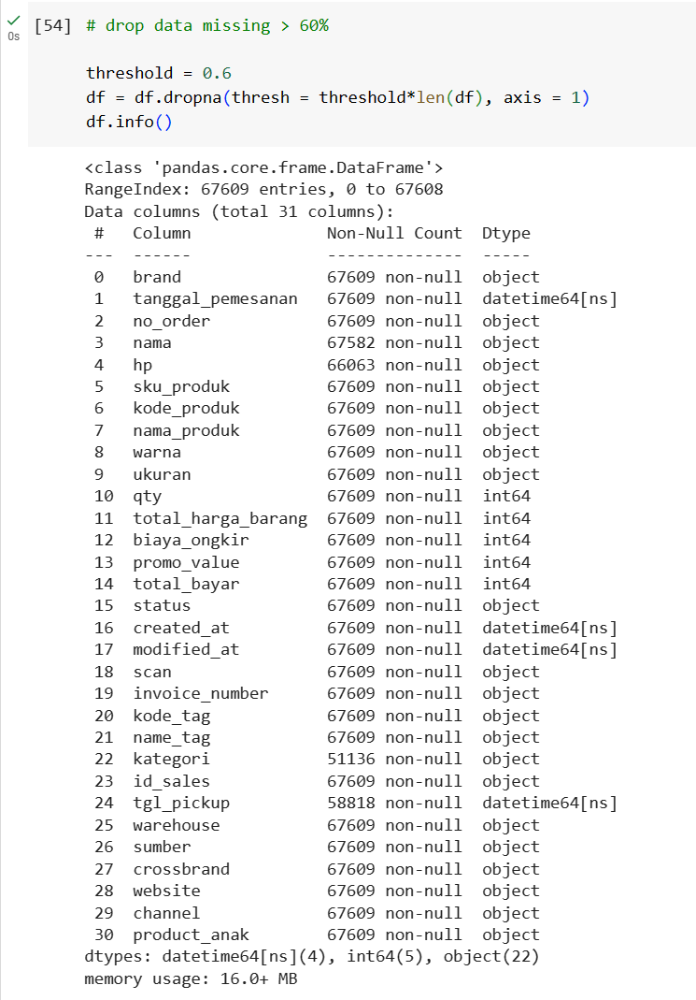 [54] # drop data missing > 60%
0s
threshold = 0.6
df = df.dropna(thresh = threshold*len(df), axis = 1)
df.info()
<class 'pandas.core.frame.DataFrame'>
RangeIndex: 67609 entries, 0 to 67608
Data columns (total 31 columns):
 #   Column              Non-Null Count  Dtype
---  ------              --------------  -----
 0   brand               67609 non-null  object
 1   tanggal_pemesanan   67609 non-null  datetime64[ns]
 2   no_order            67609 non-null  object
 3   nama                67582 non-null  object
 4   hp                  66063 non-null  object
 5   sku_produk          67609 non-null  object
 6   kode_produk         67609 non-null  object
 7   nama_produk         67609 non-null  object
 8   warna               67609 non-null  object
 9   ukuran              67609 non-null  object
 10  qty                 67609 non-null  int64
 11  total_harga_barang  67609 non-null  int64
 12  biaya_ongkir        67609 non-null  int64
 13  promo_value         67609 non-null  int64
 14  total_bayar         67609 non-null  int64
 15  status              67609 non-null  object
 16  created_at          67609 non-null  datetime64[ns]
 17  modified_at         67609 non-null  datetime64[ns]
 18  scan                67609 non-null  object
 19  invoice_number      67609 non-null  object
 20  kode_tag            67609 non-null  object
 21  name_tag            67609 non-null  object
 22  kategori            51136 non-null  object
 23  id_sales            67609 non-null  object
 24  tgl_pickup          58818 non-null  datetime64[ns]
 25  warehouse           67609 non-null  object
 26  sumber              67609 non-null  object
 27  crossbrand          67609 non-null  object
 28  website             67609 non-null  object
 29  channel             67609 non-null  object
 30  product_anak        67609 non-null  object
dtypes: datetime64[ns](4), int64(5), object(22)
memory usage: 16.0+ MB